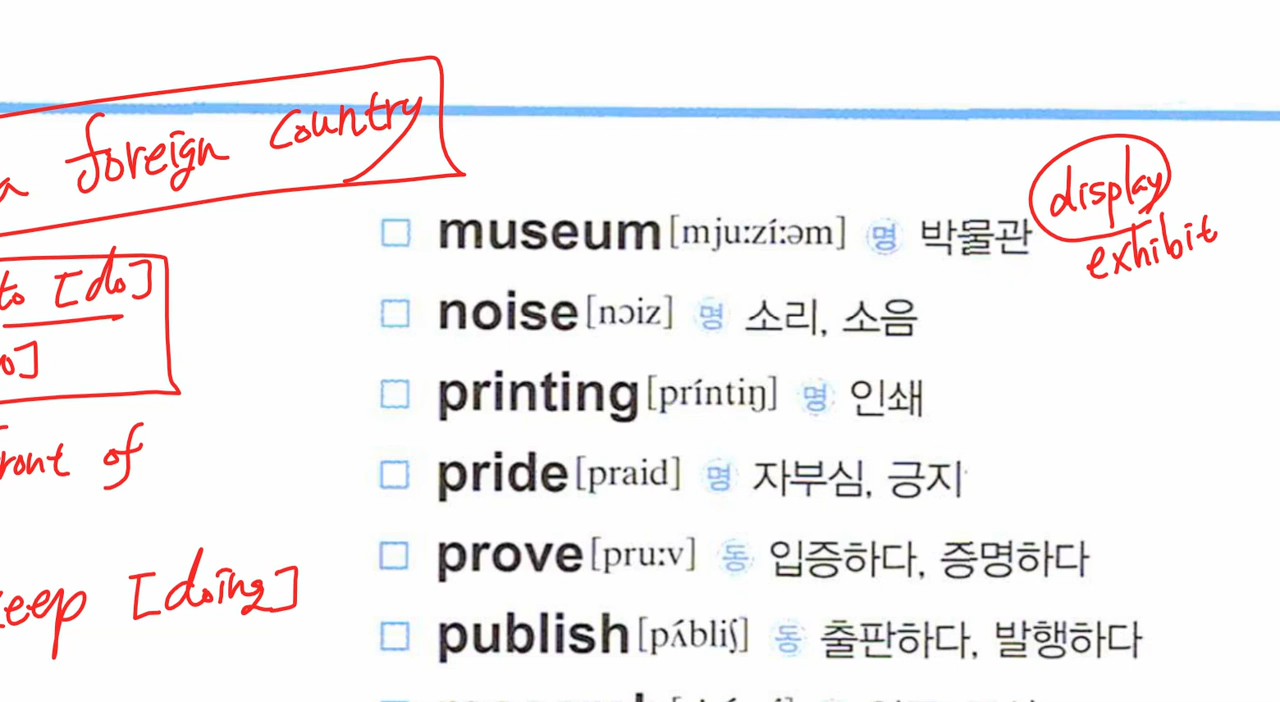 a foreign country
to [do]
front of
keep [doing]
display
exhibit
museum [mjuːzíːəm] 명 박물관
noise [nɔiz] 명 소리, 소음
printing [príntiŋ] 명 인쇄
pride [praid] 명 자부심, 긍지
prove [pruːv] 동 입증하다, 증명하다
publish [pʌ́bliʃ] 동 출판하다, 발행하다